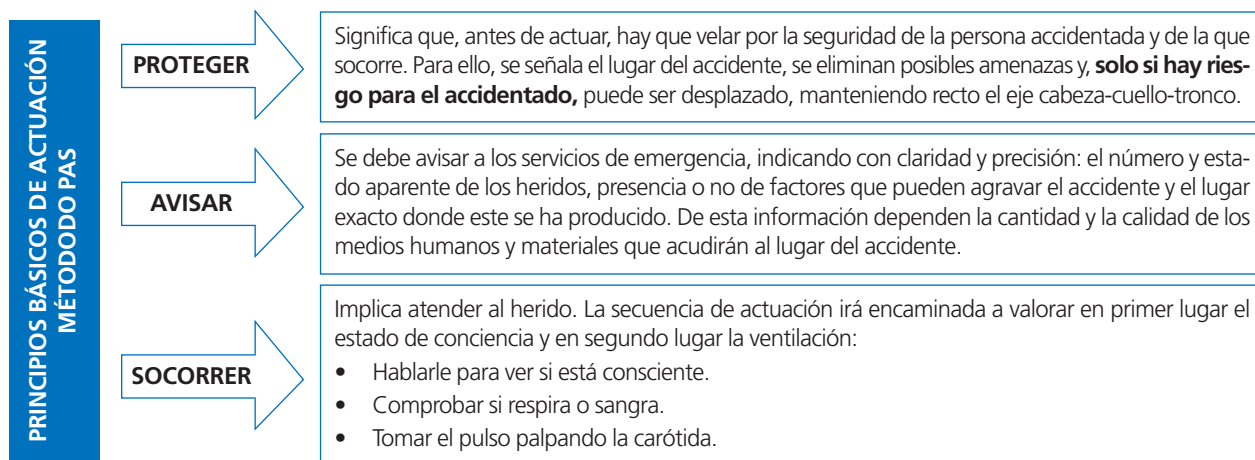 PRINCIPIOS BÁSICOS DE ACTUACIÓN
MÉTODODO PAS
PROTEGER
Significa que, antes de actuar, hay que velar por la seguridad de la persona accidentada y de la que
socorre. Para ello, se señala el lugar del accidente, se eliminan posibles amenazas y, solo si hay ries-
go para el accidentado, puede ser desplazado, manteniendo recto el eje cabeza-cuello-tronco.
AVISAR
Se debe avisar a los servicios de emergencia, indicando con claridad y precisión: el número y esta-
do aparente de los heridos, presencia o no de factores que pueden agravar el accidente y el lugar
exacto donde este se ha producido. De esta información dependen la cantidad y la calidad de los
medios humanos y materiales que acudirán al lugar del accidente.
SOCORRER
Implica atender al herido. La secuencia de actuación irá encaminada a valorar en primer lugar el
estado de conciencia y en segundo lugar la ventilación:
• Hablarle para ver si está consciente.
• Comprobar si respira o sangra.
• Tomar el pulso palpando la carótida.